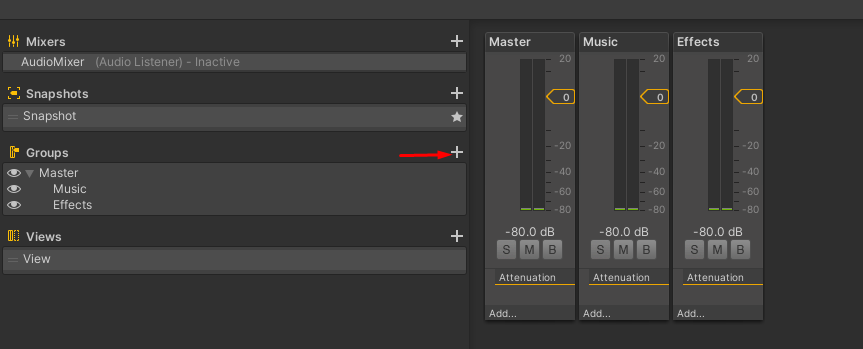 Mixers
AudioMixer (Audio Listener) - Inactive
Snapshots
Snapshot
Groups
Master
Music
Effects
Views
View
Master
20
0
-20
-40
-60
-80
-80.0 dB
S M B
Attenuation
Add...
Music
20
0
-20
-40
-60
-80
-80.0 dB
S M B
Attenuation
Add...
Effects
20
0
-20
-40
-60
-80
-80.0 dB
S M B
Attenuation
Add...